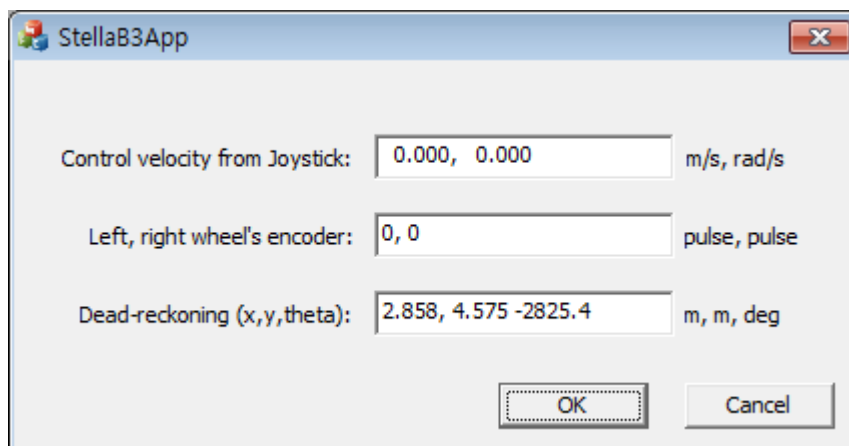 StellaB3App
Control velocity from Joystick: 0.000, 0.000 m/s, rad/s
Left, right wheel's encoder: 0, 0 pulse, pulse
Dead-reckoning (x,y,theta): 2.858, 4.575 -2825.4 m, m, deg
OK Cancel